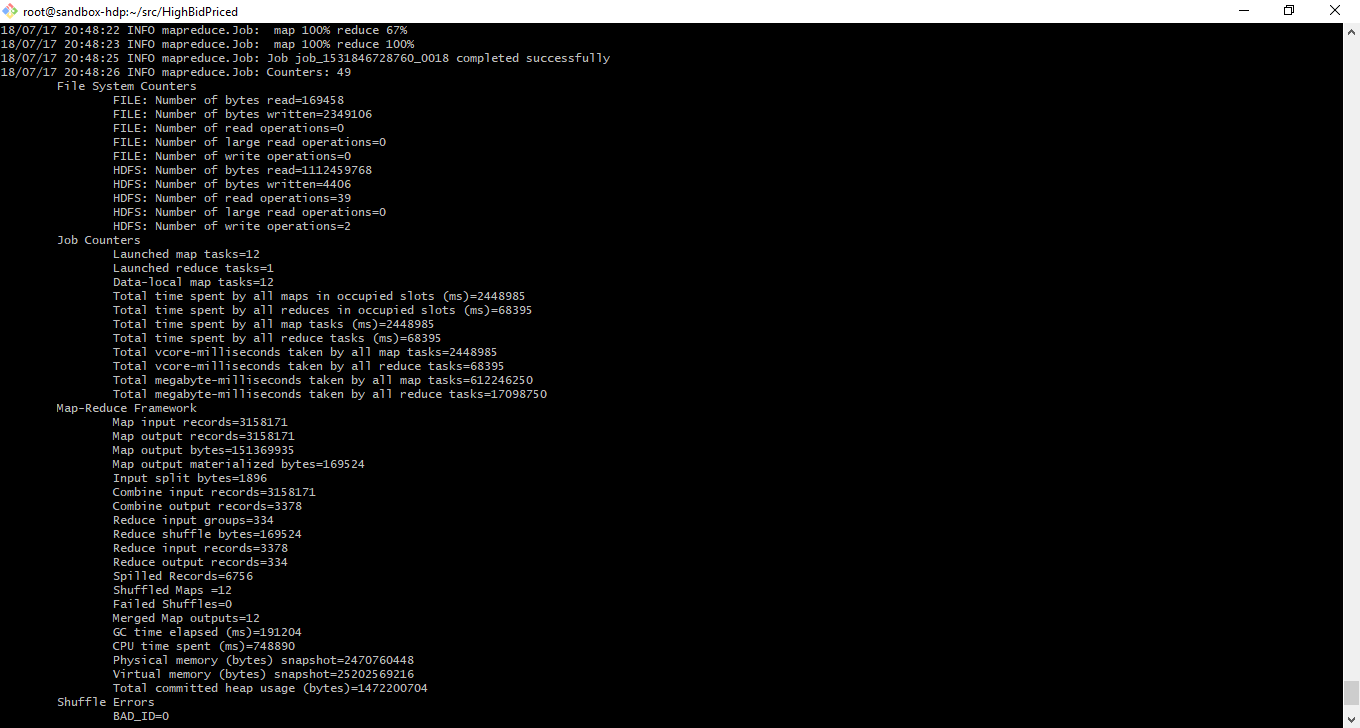 root@sandbox-hdp:~/src/HighBidPriced
18/07/17 20:48:22 INFO mapreduce.Job:  map 100% reduce 67%
18/07/17 20:48:23 INFO mapreduce.Job:  map 100% reduce 100%
18/07/17 20:48:25 INFO mapreduce.Job: Job job_1531846728760_0018 completed successfully
18/07/17 20:48:26 INFO mapreduce.Job: Counters: 49
File System Counters
FILE: Number of bytes read=169458
FILE: Number of bytes written=2349106
FILE: Number of read operations=0
FILE: Number of large read operations=0
FILE: Number of write operations=0
HDFS: Number of bytes read=1112459768
HDFS: Number of bytes written=4406
HDFS: Number of read operations=39
HDFS: Number of large read operations=0
HDFS: Number of write operations=2
Job Counters
Launched map tasks=12
Launched reduce tasks=1
Data-local map tasks=12
Total time spent by all maps in occupied slots (ms)=2448985
Total time spent by all reduces in occupied slots (ms)=68395
Total time spent by all map tasks (ms)=2448985
Total time spent by all reduce tasks (ms)=68395
Total vcore-milliseconds taken by all map tasks=2448985
Total vcore-milliseconds taken by all reduce tasks=68395
Total megabyte-milliseconds taken by all map tasks=612246250
Total megabyte-milliseconds taken by all reduce tasks=17098750
Map-Reduce Framework
Map input records=3158171
Map output records=3158171
Map output bytes=151369935
Map output materialized bytes=169524
Input split bytes=1896
Combine input records=3158171
Combine output records=3378
Reduce input groups=334
Reduce shuffle bytes=169524
Reduce input records=3378
Reduce output records=334
Spilled Records=6756
Shuffled Maps =12
Failed Shuffles=0
Merged Map outputs=12
GC time elapsed (ms)=191204
CPU time spent (ms)=748890
Physical memory (bytes) snapshot=2470760448
Virtual memory (bytes) snapshot=25202569216
Total committed heap usage (bytes)=1472200704
Shuffle Errors
BAD_ID=0